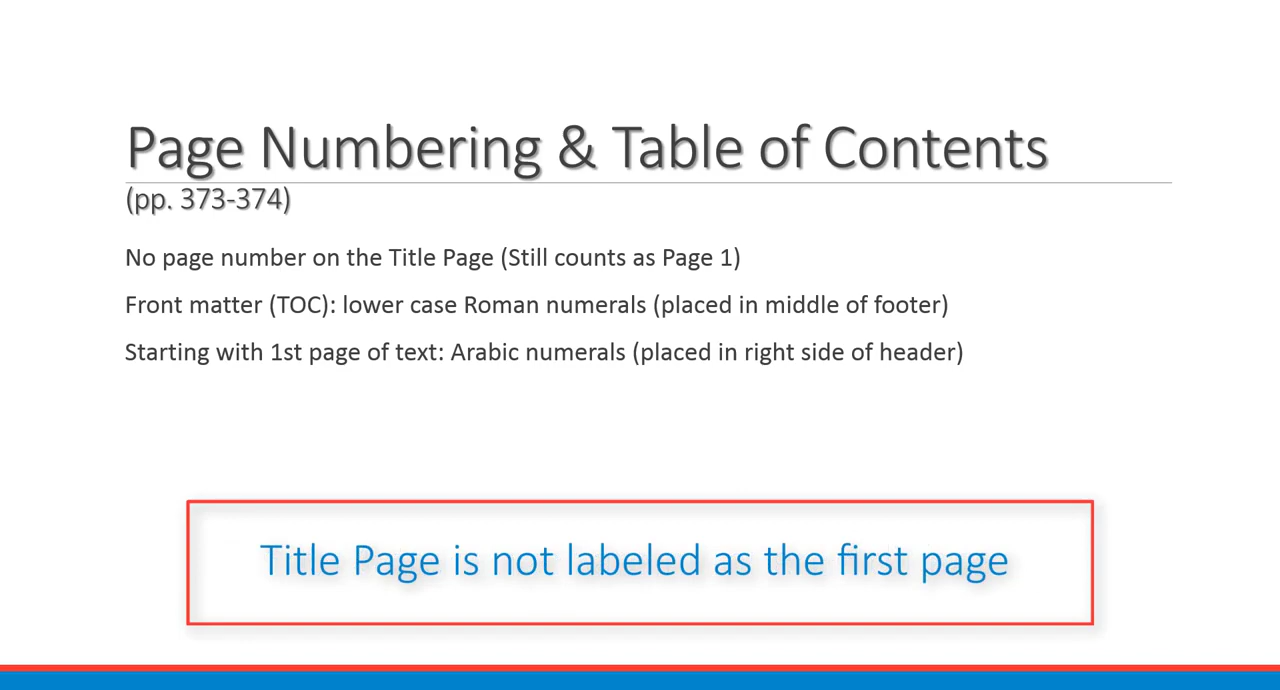 Page Numbering & Table of Contents
(pp. 373-374)
No page number on the Title Page (Still counts as Page 1)
Front matter (TOC): lower case Roman numerals (placed in middle of footer)
Starting with 1st page of text: Arabic numerals (placed in right side of header)
Title Page is not labeled as the first page